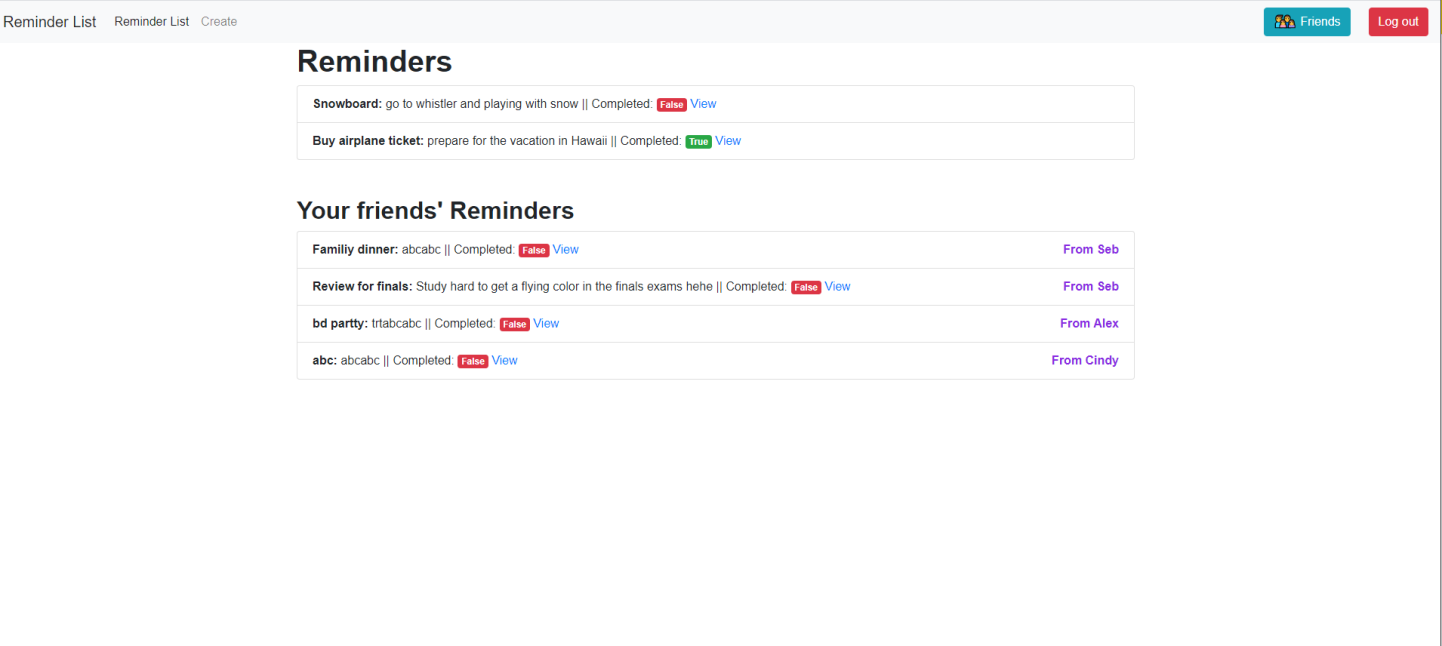 Reminder List Reminder List Create Friends Log out
Reminders
Snowboard: go to whistler and playing with snow || Completed: False View
Buy airplane ticket: prepare for the vacation in Hawaii || Completed: True View
Your friends' Reminders
Familiy dinner: abcabc || Completed: False View From Seb
Review for finals: Study hard to get a flying color in the finals exams hehe || Completed: False View From Seb
bd partty: trtabcabc || Completed: False View From Alex
abc: abcabc || Completed: False View From Cindy